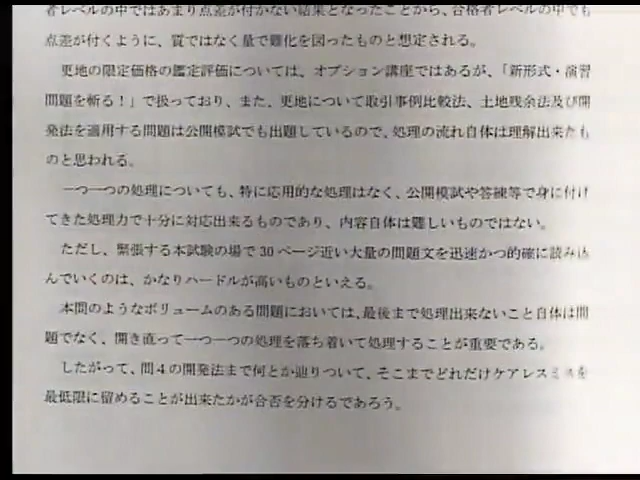 者レベルの中ではあまり点差が付かない結果となったことから、合格者レベルの中でも
点差が付くように、質ではなく量で難化を図ったものと想定される。
更地の限定価格の鑑定評価については、オプション講座ではあるが、「新形式・演習
問題を斬る！」で扱っており、また、更地について取引事例比較法、土地残余法及び開
発法を適用する問題は公開模試でも出題しているので、処理の流れ自体は理解出来たも
のと思われる。
一つ一つの処理についても、特に応用的な処理はなく、公開模試や答練等で身に付け
てきた処理力で十分に対応出来るものであり、内容自体は難しいものではない。
ただし、緊張する本試験の場で30ページ近い大量の問題文を迅速かつ的確に読み込
んでいくのは、かなりハードルが高いものといえる。
本問のようなボリュームのある問題においては、最後まで処理出来ないこと自体は問
題でなく、開き直って一つ一つの処理を落ち着いて処理することが重要である。
したがって、問４の開発法まで何とか辿りついて、そこまでどれだけケアレスミスを
最低限に留めることが出来たかが合否を分けるであろう。